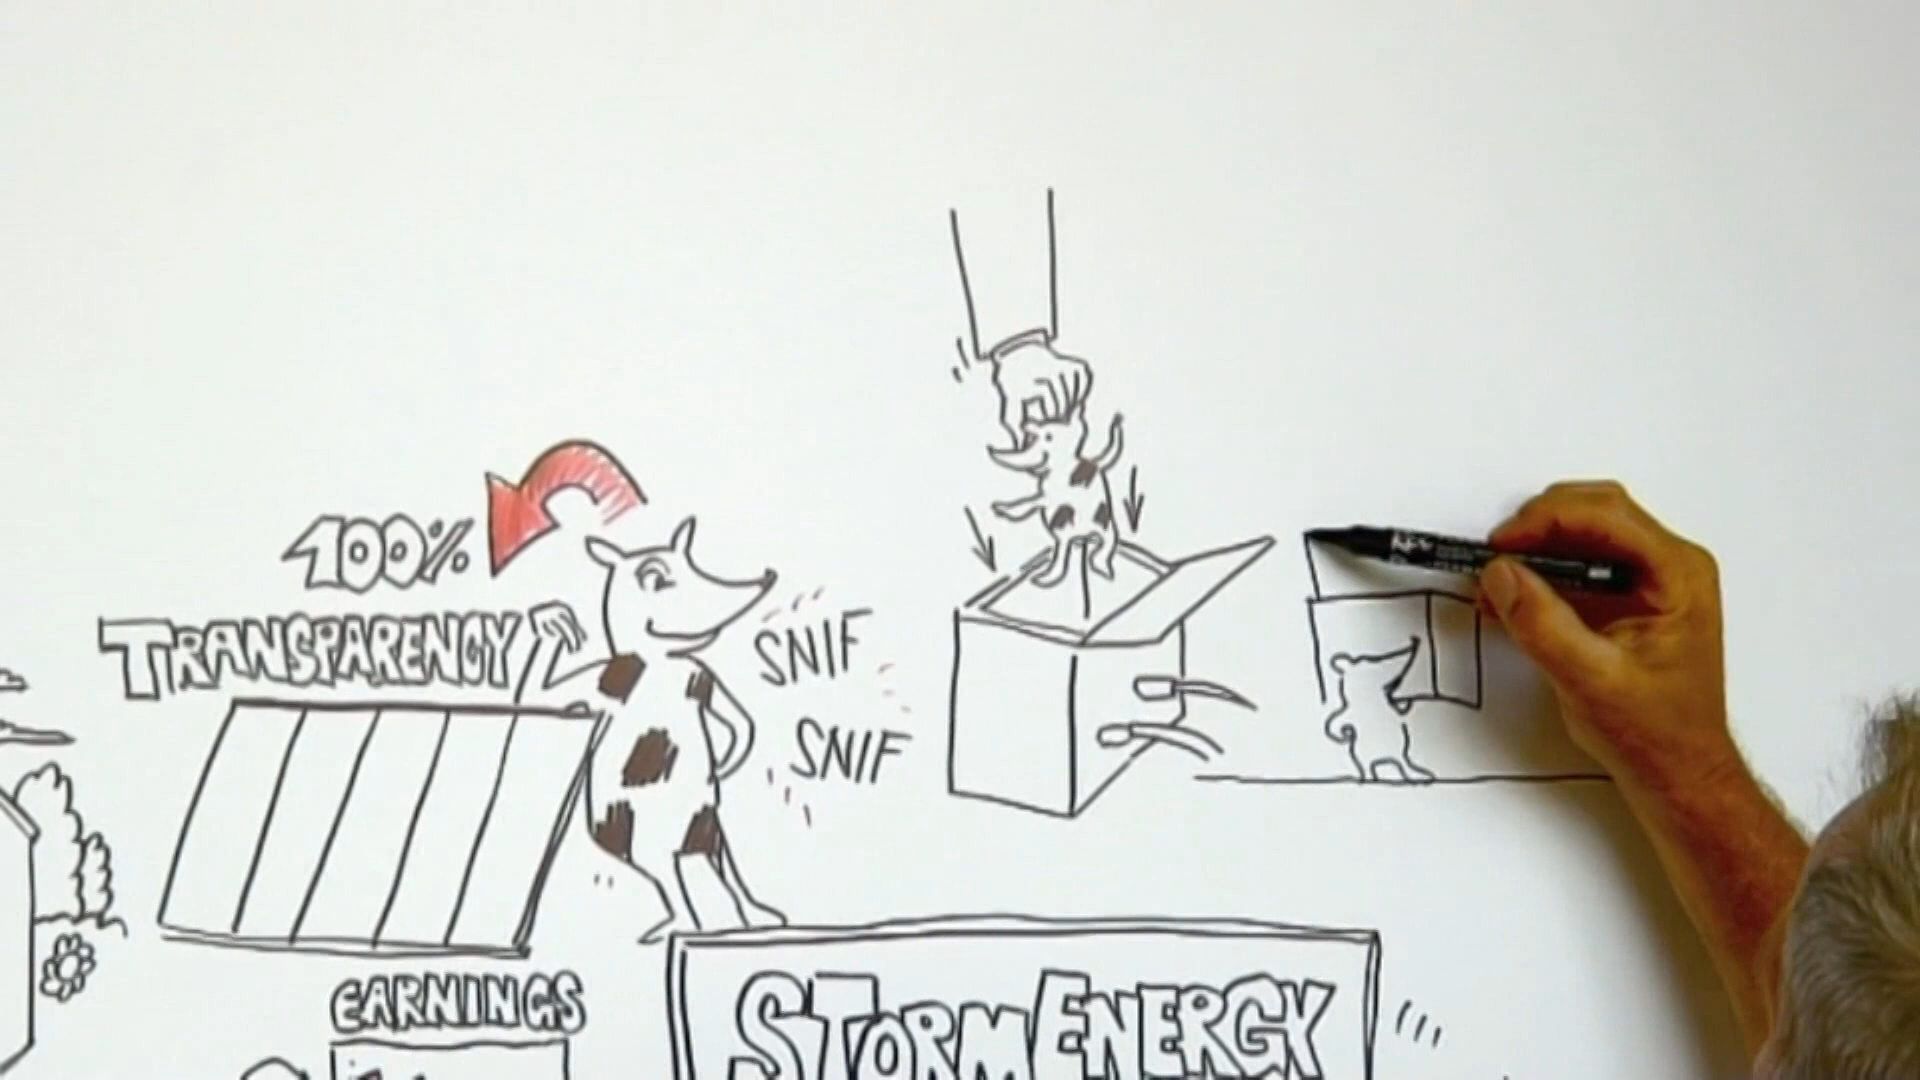 100%
TRANSPARENCY
SNIF
SNIF
EARNINGS
STORMENERGY